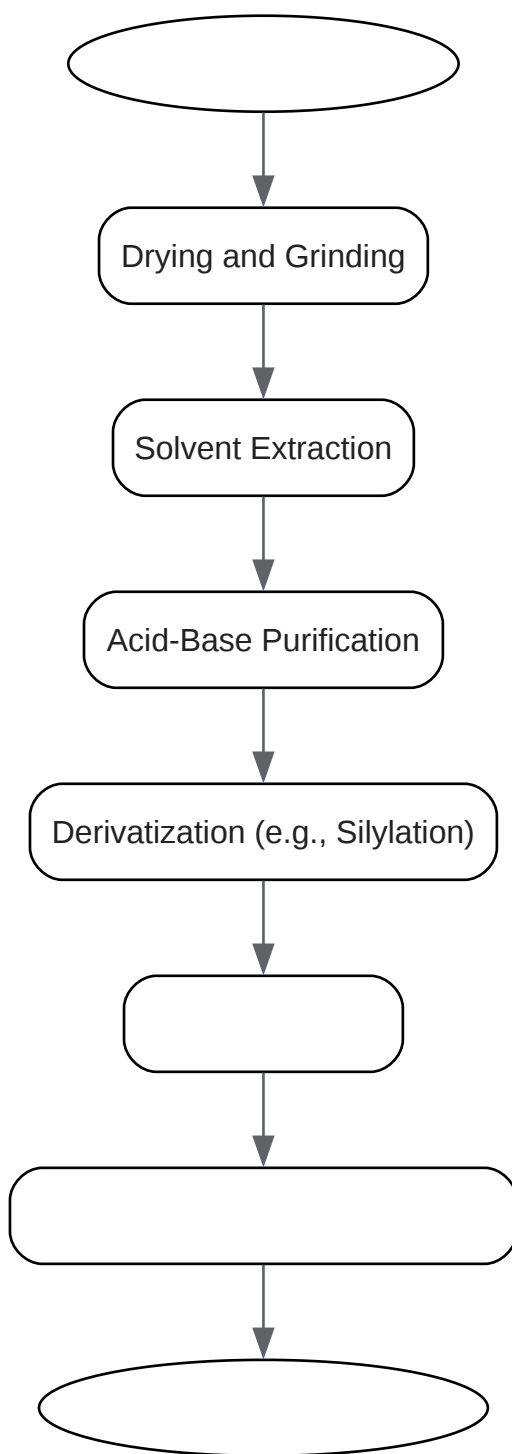 Drying and Grinding
Solvent Extraction
Acid-Base Purification
Derivatization (e.g., Silylation)